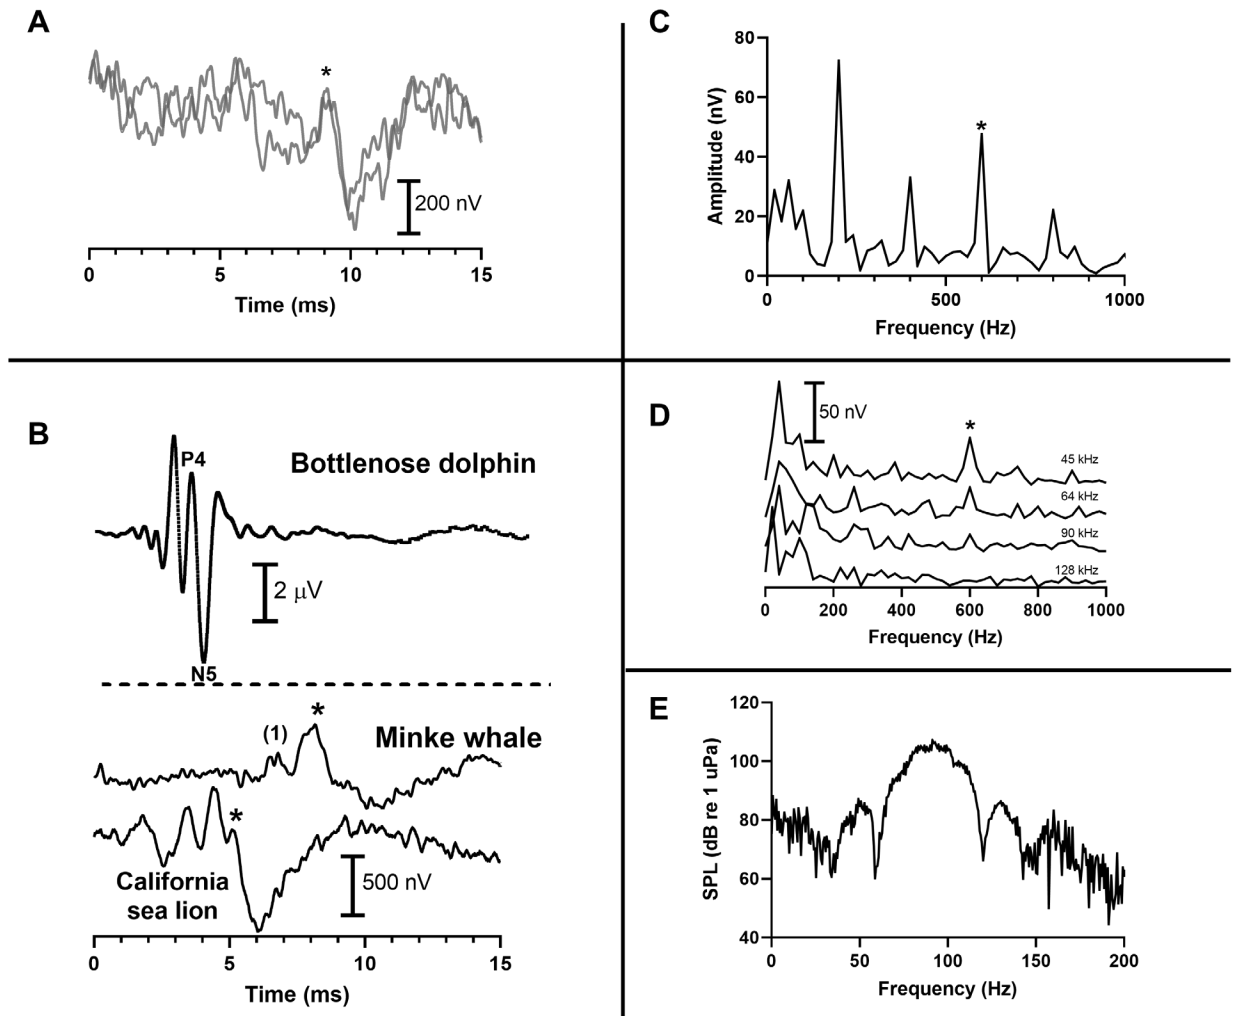 A
*
200 nV
0 5 10 15
Time (ms)
B
P4
Bottlenose dolphin
2 μV
N5
*
(1)
Minke whale
*
California
sea lion
500 nV
0 5 10 15
Time (ms)
C
80
60
40
20
0
Amplitude (nV)
*
0 500 1000
Frequency (Hz)
D
50 nV
*
45 kHz
64 kHz
90 kHz
128 kHz
0 200 400 600 800 1000
Frequency (Hz)
E
120
100
80
60
40
SPL (dB re 1 uPa)
0 50 100 150 200
Frequency (Hz)